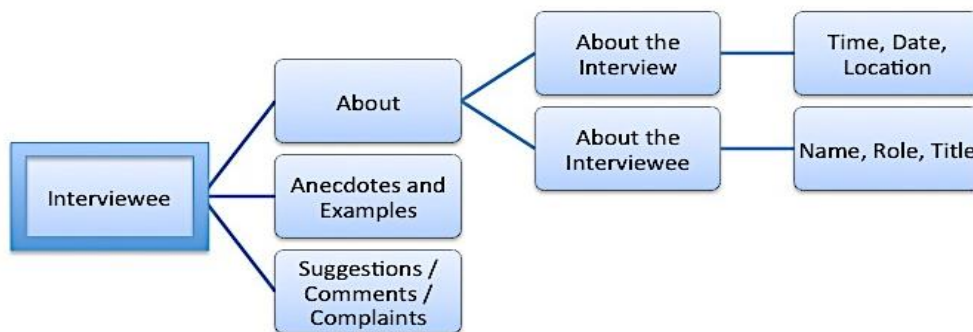 Interviewee
About
Anecdotes and
Examples
Suggestions /
Comments /
Complaints
About the
Interview
About the
Interviewee
Time, Date,
Location
Name, Role, Title